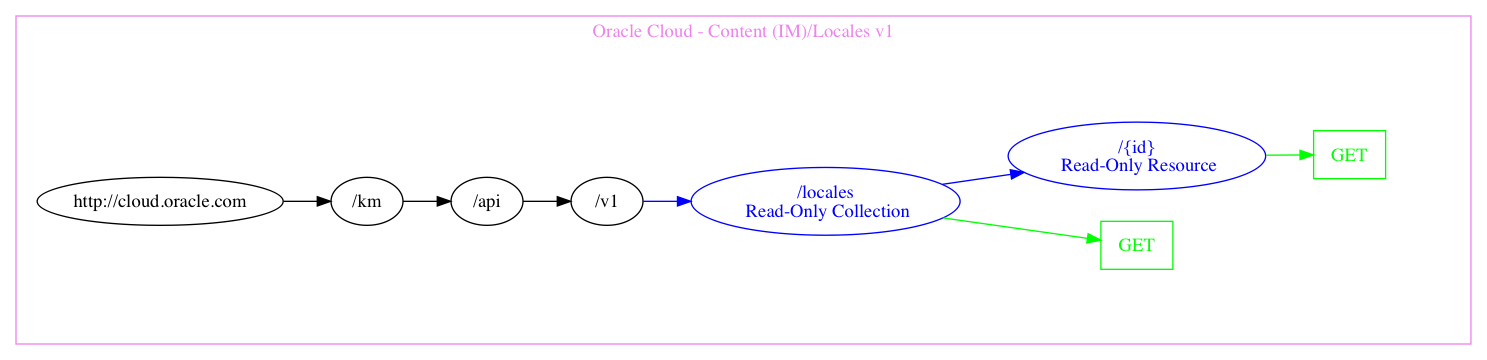 Oracle Cloud - Content (IM)/Locales v1
http://cloud.oracle.com
/km
/api
/v1
/locales
Read-Only Collection
/{id}
Read-Only Resource
GET
GET